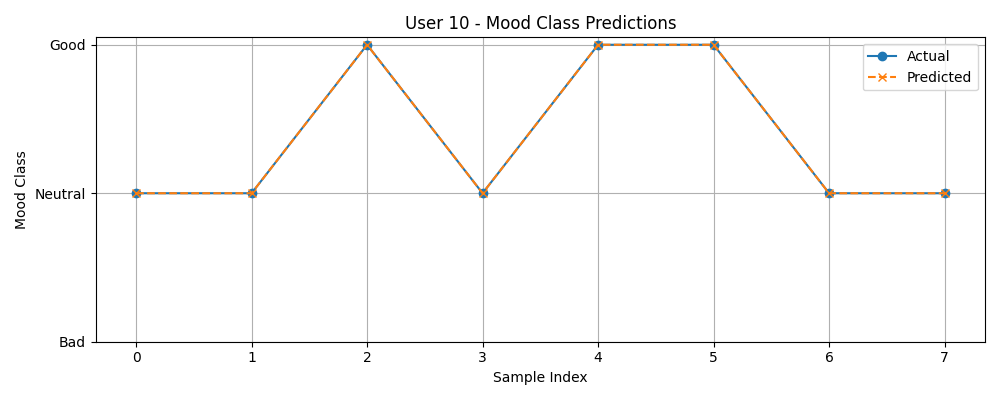 User 10 - Mood Class Predictions
Good
Neutral
Bad
Mood Class
Actual
Predicted
0 1 2 3 4 5 6 7
Sample Index